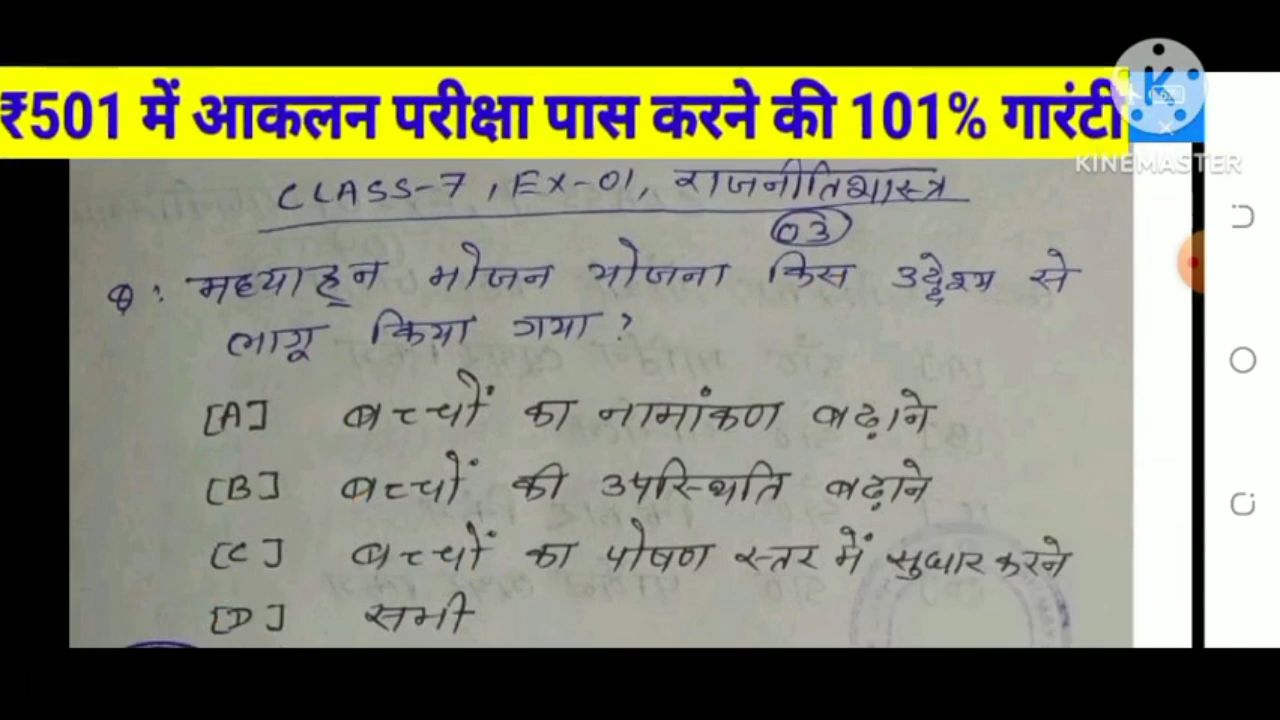 ₹501 में आकलन परीक्षा पास करने की 101% गारंटी
KINEMASTER
CLASS-7, EX-01, राजनीतिशास्त्र
03
Q: मध्याह्न भोजन योजना किस उद्देश्य से
लागू किया गया?
[A] बच्चों का नामांकण बढ़ाने
[B] बच्चों की उपस्थिति बढ़ाने
[C] बच्चों का पोषण स्तर में सुधार करने
[D] सभी